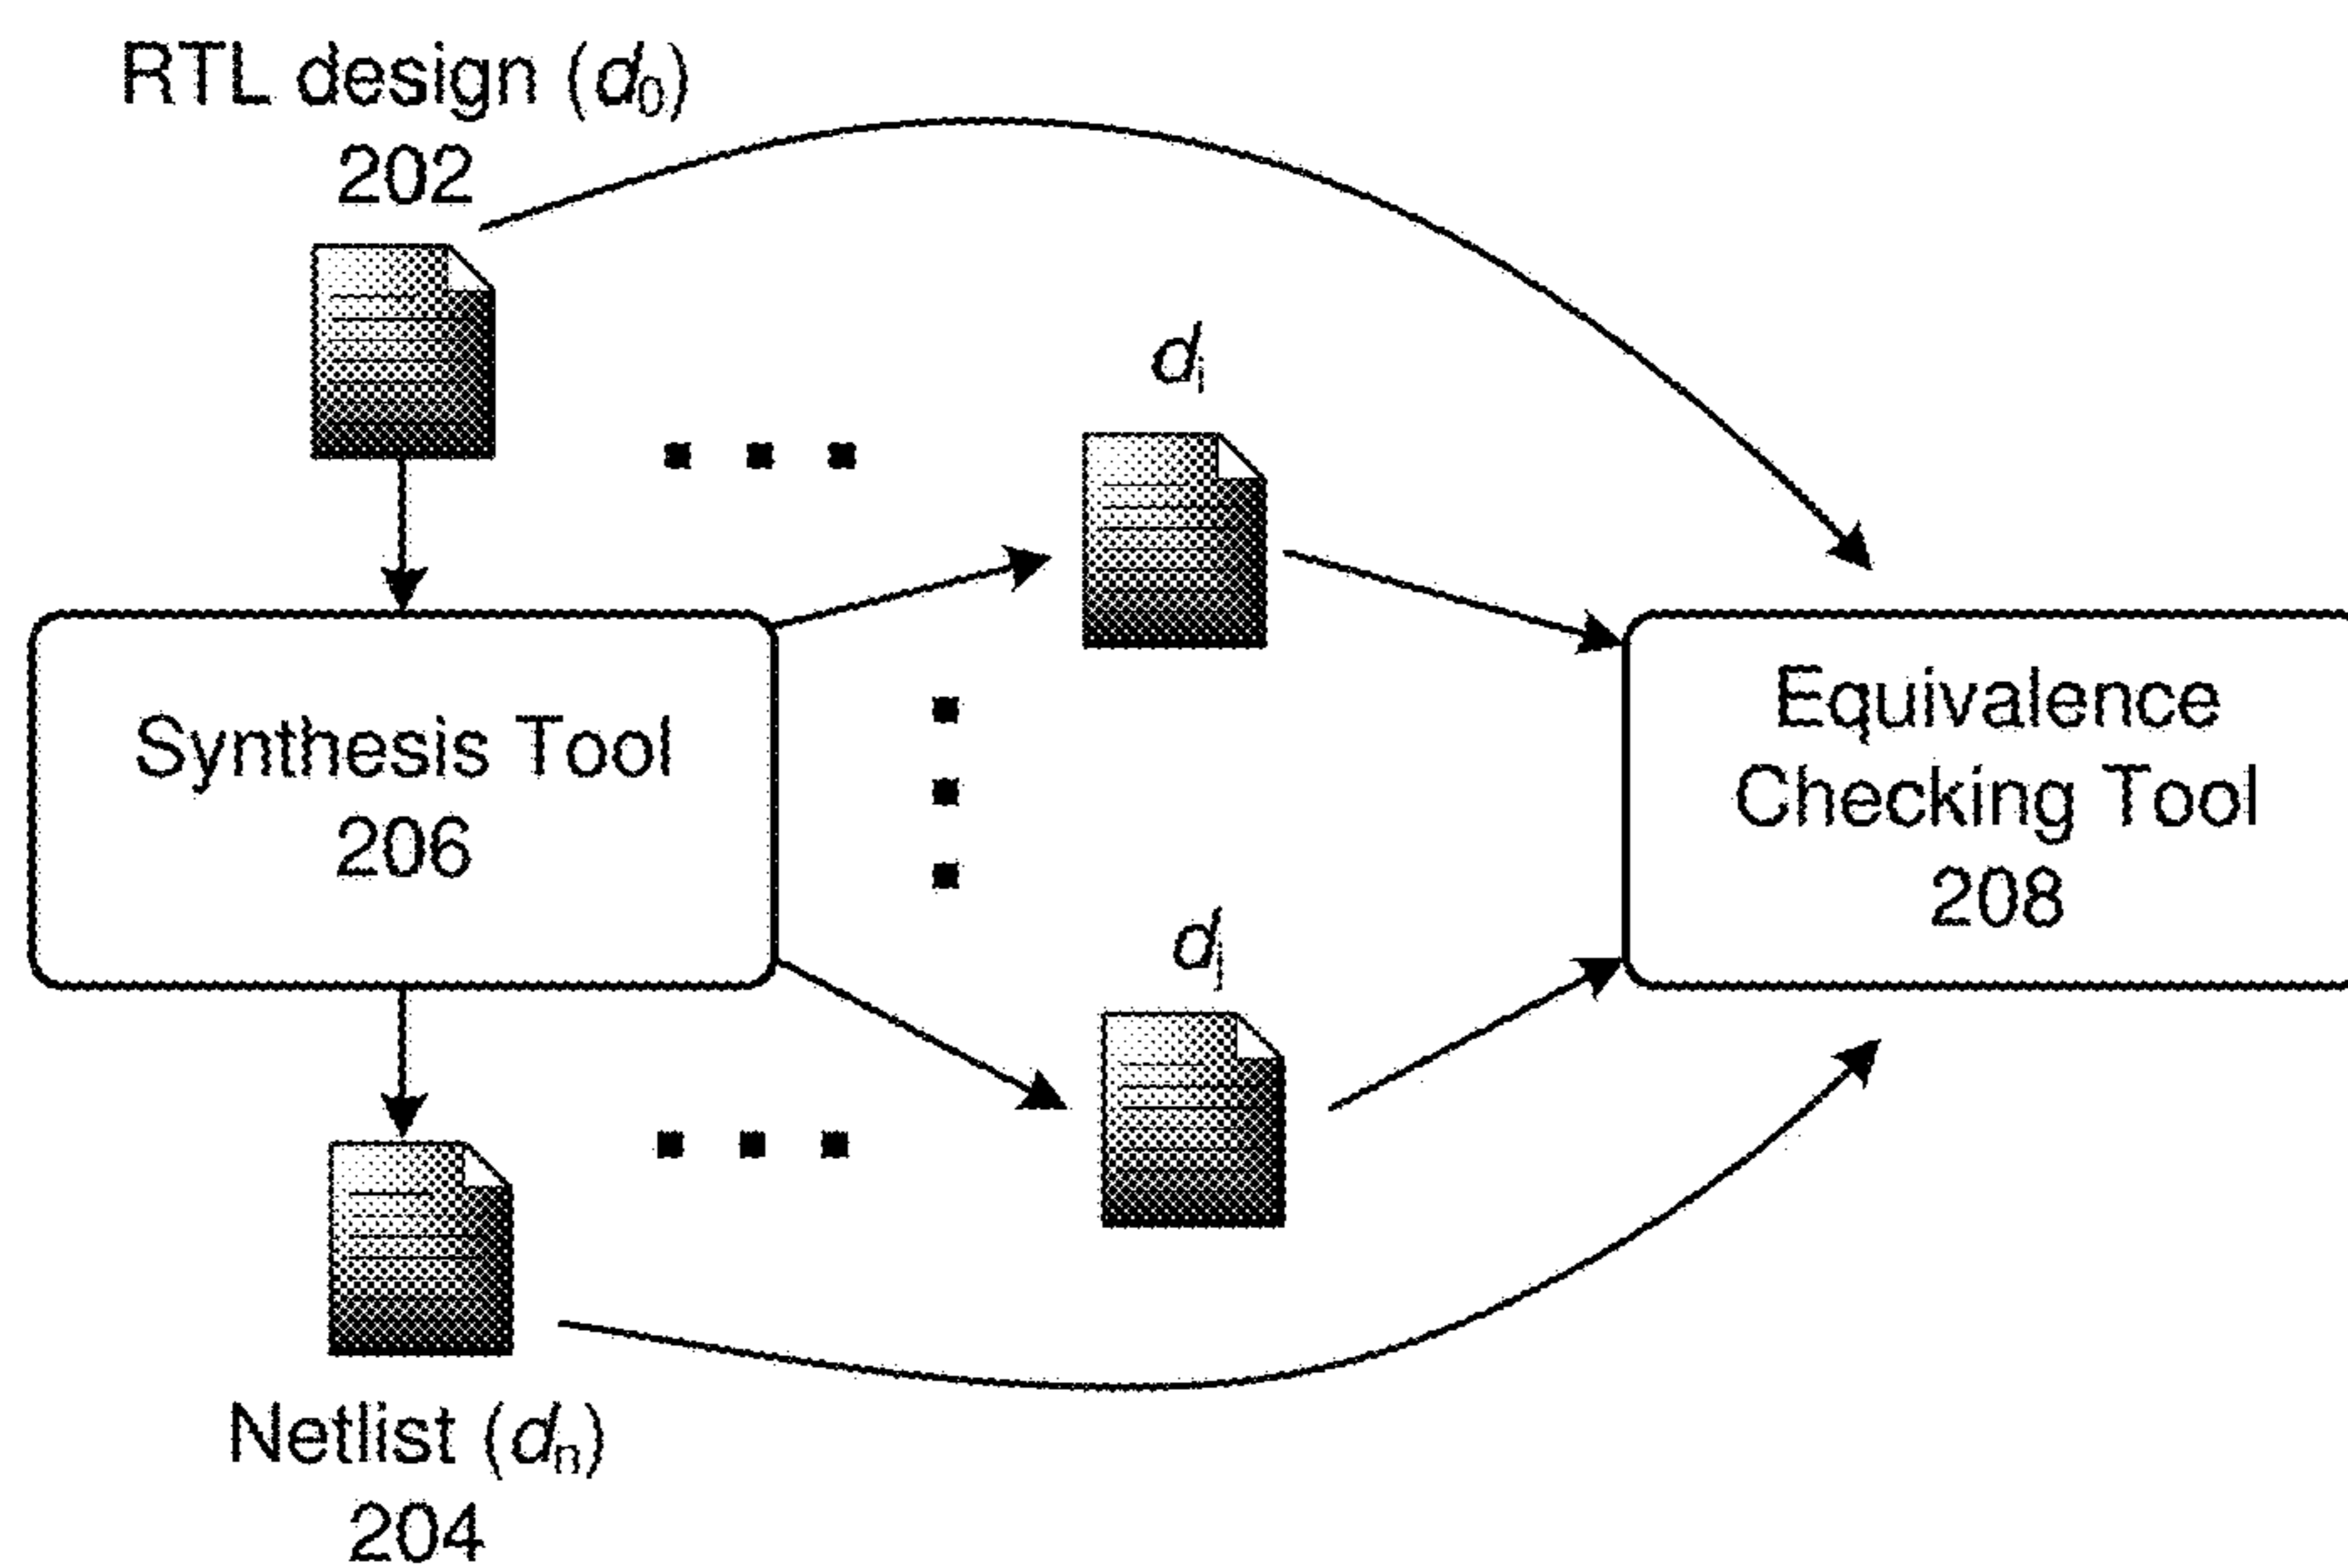 RTL design (d₀)
202
dᵢ
Synthesis Tool
206
Equivalence
Checking Tool
208
dⱼ
Netlist (dₙ)
204